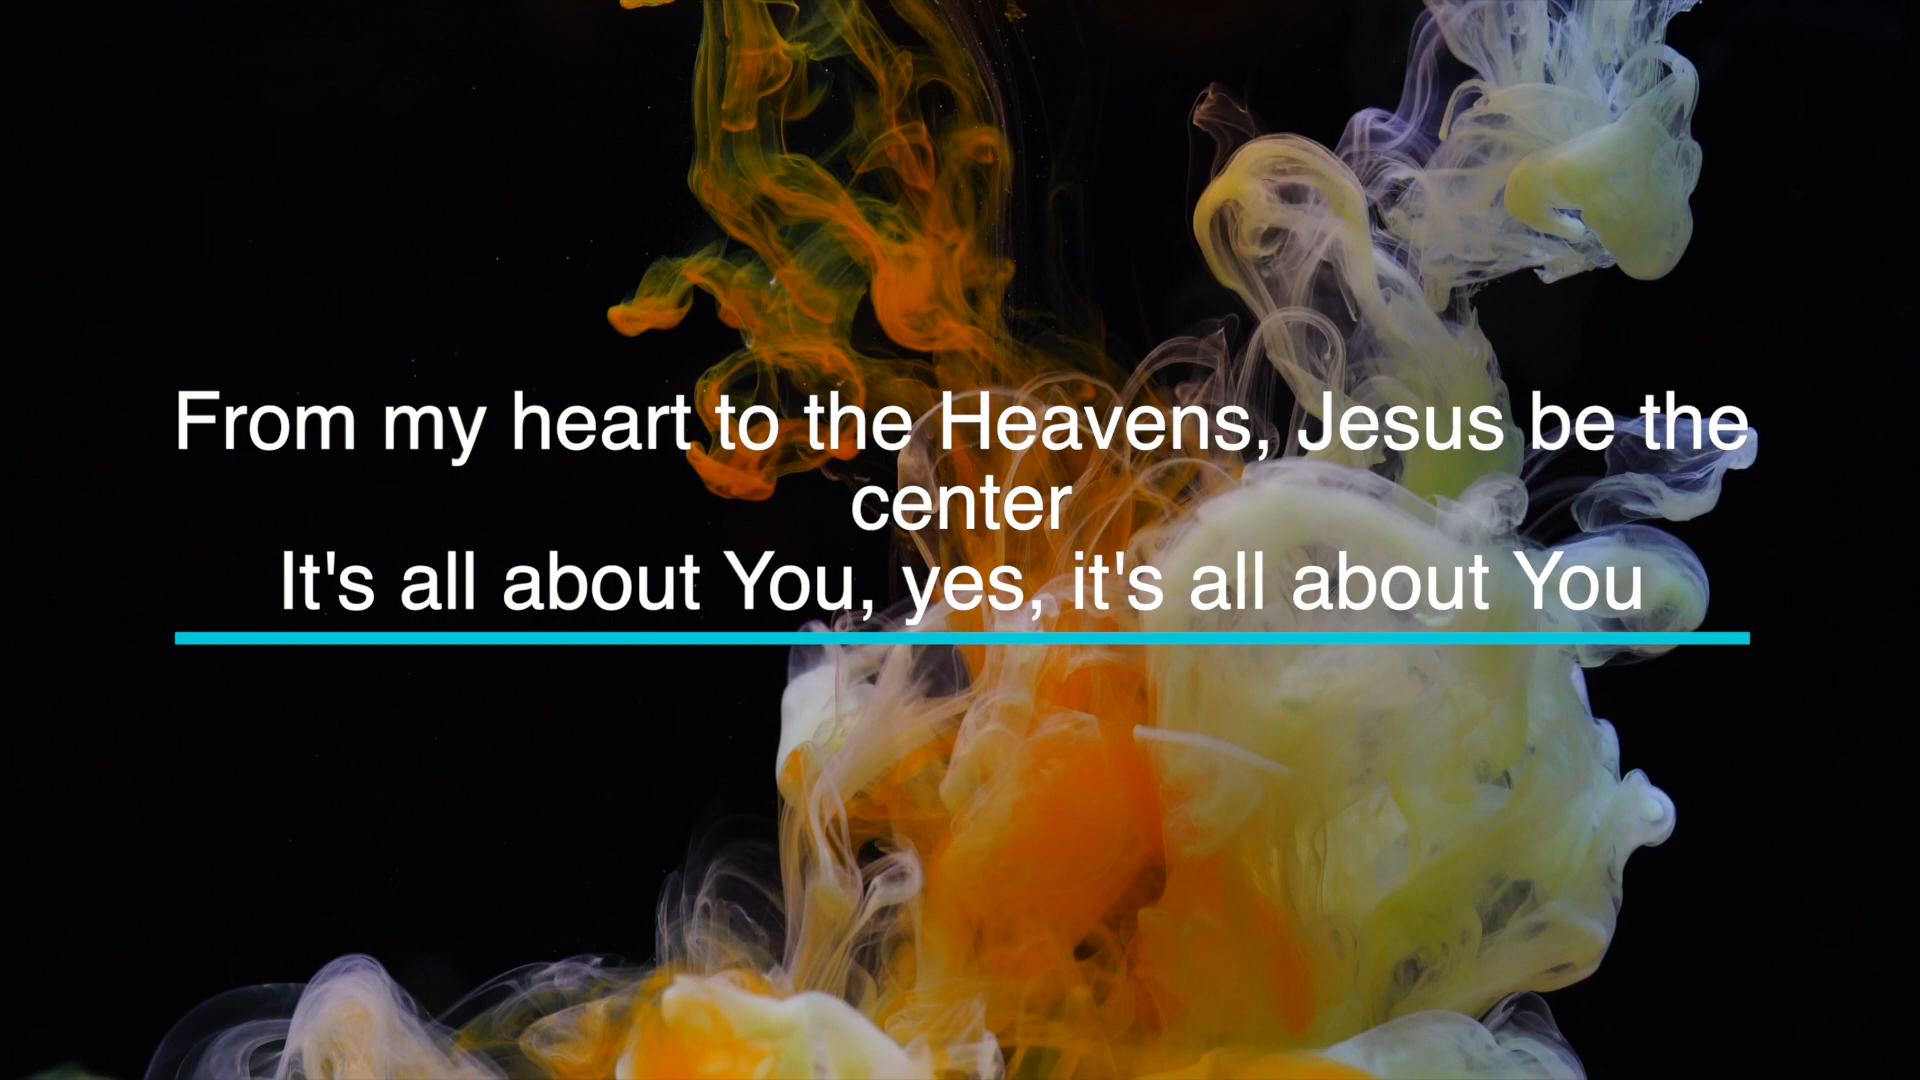 From my heart to the Heavens, Jesus be the
center
It's all about You, yes, it's all about You